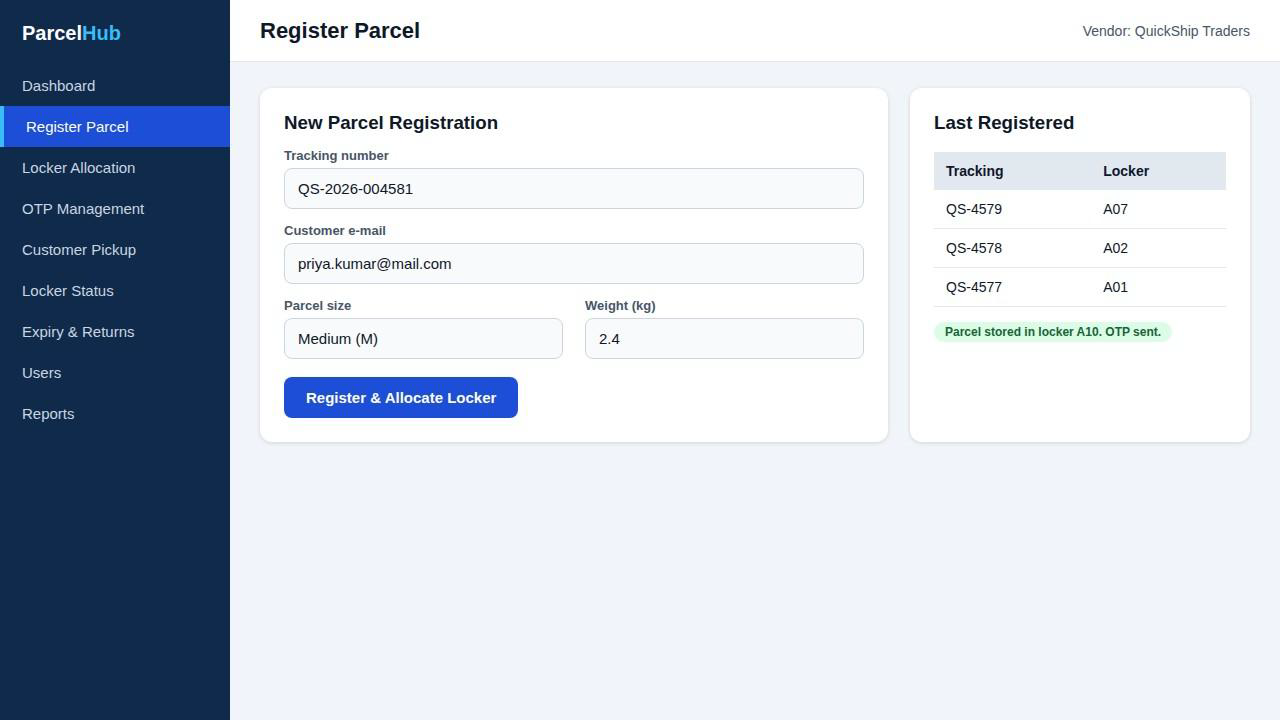 ParcelHub
Dashboard
Register Parcel
Locker Allocation
OTP Management
Customer Pickup
Locker Status
Expiry & Returns
Users
Reports
Register Parcel
Vendor: QuickShip Traders
New Parcel Registration
Tracking number
QS-2026-004581
Customer e-mail
priya.kumar@mail.com
Parcel size Weight (kg)
Medium (M) 2.4
Register & Allocate Locker
Last Registered
Tracking Locker
QS-4579 A07
QS-4578 A02
QS-4577 A01
Parcel stored in locker A10. OTP sent.